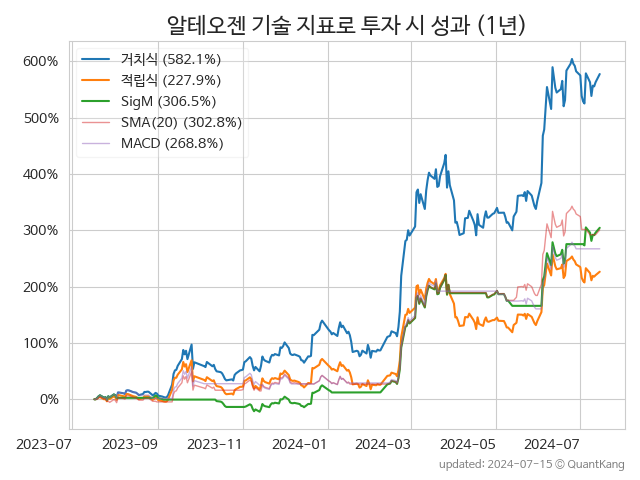 알테오젠 기술 지표로 투자 시 성과 (1년)
거치식 (582.1%)
적립식 (227.9%)
SigM (306.5%)
SMA(20) (302.8%)
MACD (268.8%)
600%
500%
400%
300%
200%
100%
0%
2023-07 2023-09 2023-11 2024-01 2024-03 2024-05 2024-07
updated: 2024-07-15 © QuantKang